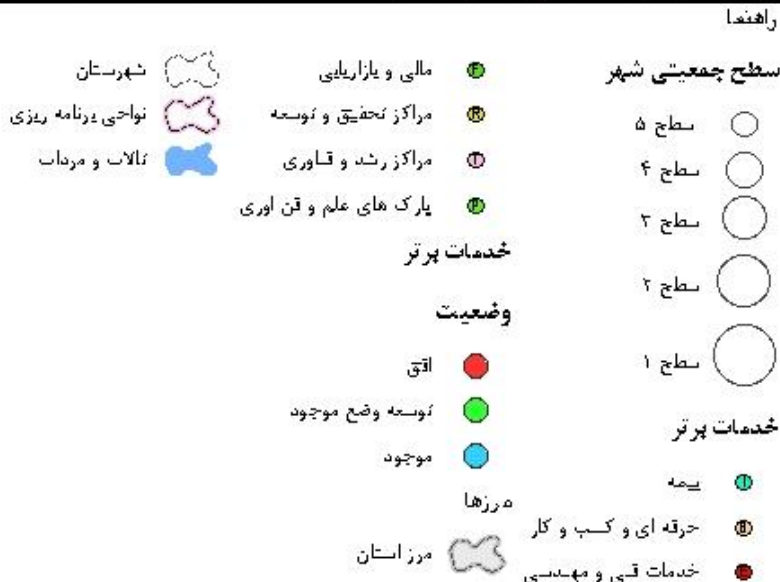 راهنما
سطح جمعیتی شهر
سطح ۵
سطح ۴
سطح ۳
سطح ۲
سطح ۱
خدمات برتر
بیمه
حرفه ای و کسب و کار
خدمات فنی و مهندسی
مالی و بازاریابی
مراکز تحقیق و توسعه
مراکز رشد و فناوری
پارک های علم و فن اوری
خدمات برتر
وضعیت
افق
توسعه وضع موجود
موجود
مرزها
مرز استان
شهرستان
نواحی برنامه ریزی
تالاب و مرداب